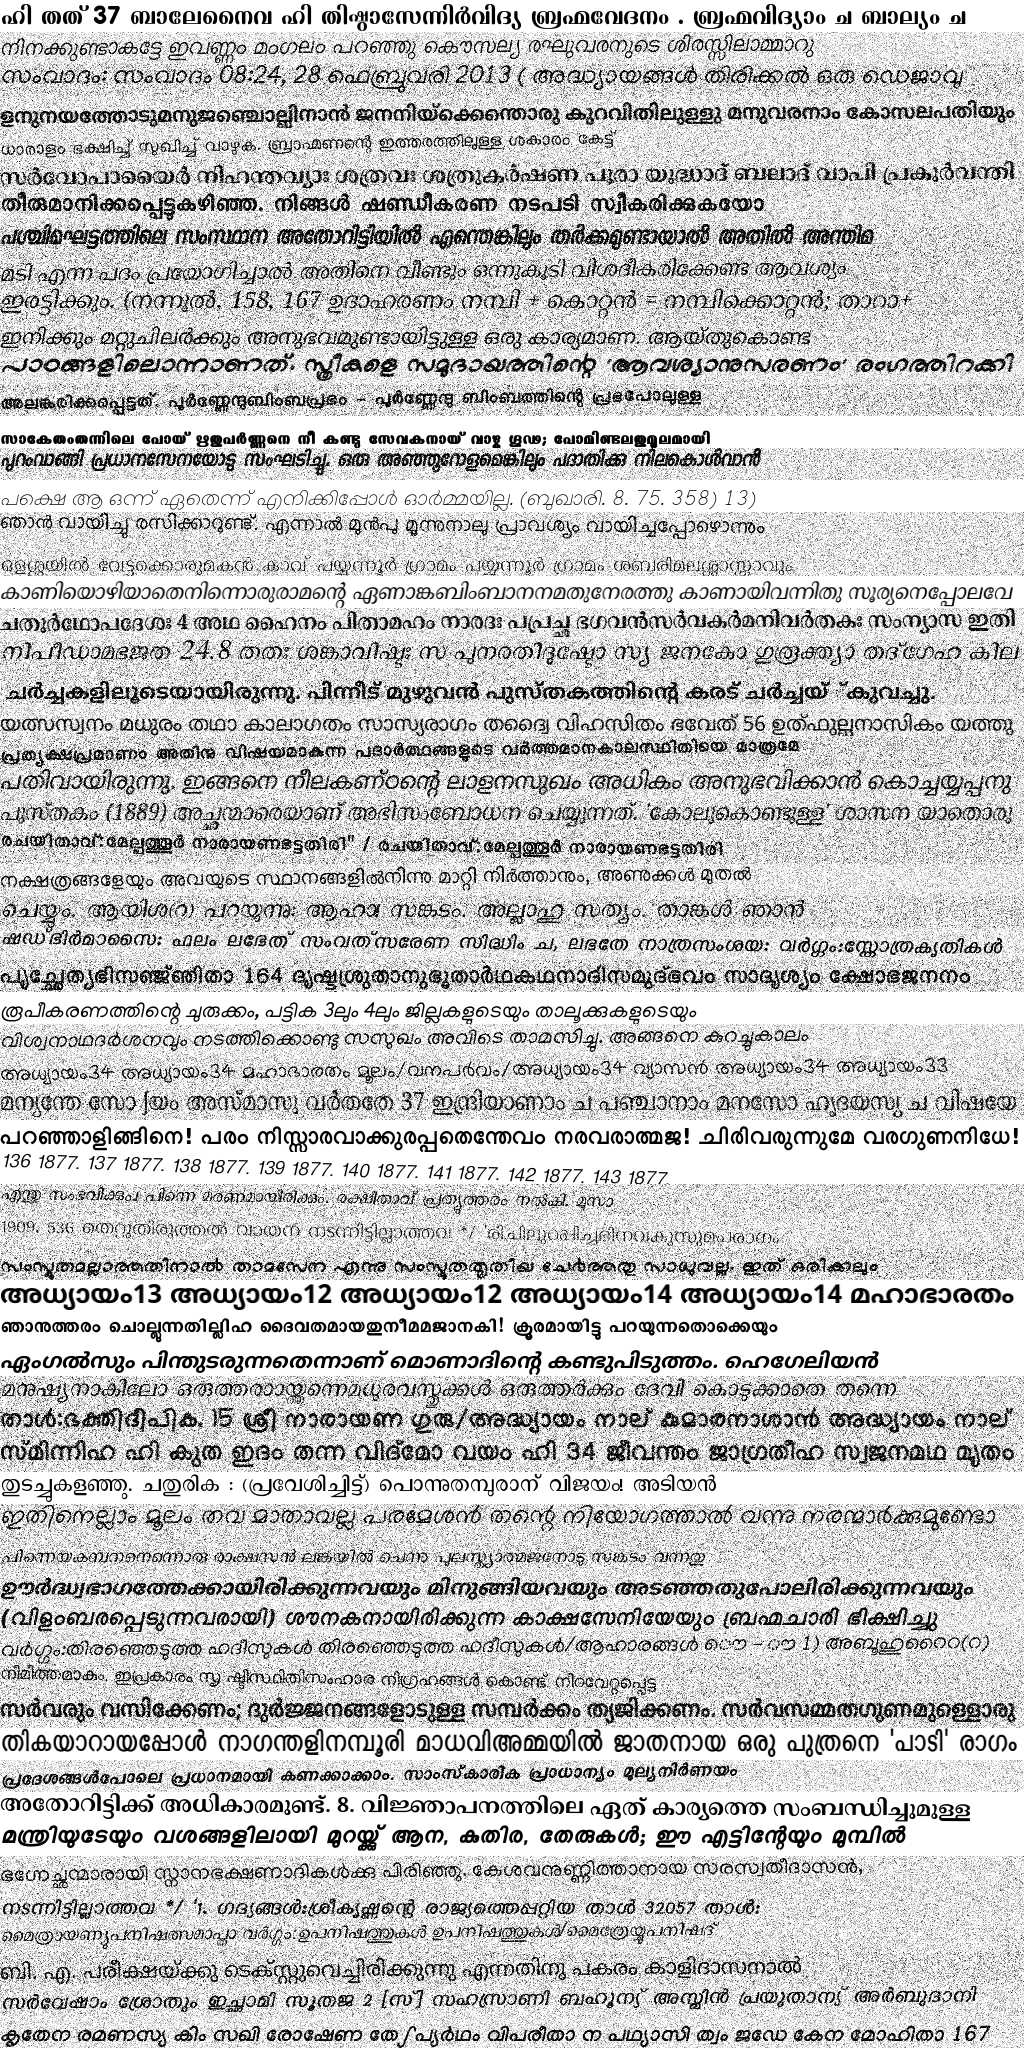 ഹി തത് 37 ബാലേനൈവ ഹി തിഷ്ഠാസേന്നിർവിദ്യ ബ്രഹ്മവേദനം . ബ്രഹ്മവിദ്യാം ച ബാല്യം ച
നിനക്കുണ്ടാകട്ടേ ഇവണ്ണം മംഗലം പറഞ്ഞു കൌസല്യ രഘുവരനുടെ ശിരസ്സിലാമ്മാറു
സംവാദം: സംവാദം 08:24, 28 ഫെബ്രുവരി 2013 ( അദ്ധ്യായങ്ങൾ തിരിക്കൽ ഒരു ഡെജാവൂ
ളനുനയത്തോടുമനുജഞ്ചൊല്ലിനാൻ ജനനിയ്ക്കെന്തൊരു കുറവിതിലുള്ളു മനുവരനാം കോസലപതിയും
ധാരാളം ഭക്ഷിച്ച് സുഖിച്ച് വാഴുക. ബ്രാഹ്മണന്റെ ഇത്തരത്തിലുള്ള ശകാരം കേട്ട്
സർവോപായൈർ നിഹന്തവ്യാഃ ശത്രവഃ ശത്രുകർഷണ പുരാ യുദ്ധാദ് ബലാദ് വാപി പ്രകുർവന്തി
തീരുമാനിക്കപ്പെട്ടുകഴിഞ്ഞ. നിങ്ങൾ ഷണ്ഡീകരണ നടപടി സ്വീകരിക്കുകയോ
പശ്ചിമഘട്ടത്തിലെ സംസ്ഥാന അതോറിട്ടിയിൽ എന്തെങ്കിലും തർക്കമുണ്ടായാൽ അതിൽ അന്തിമ
മടി എന്ന പദം പ്രയോഗിച്ചാൽ അതിനെ വീണ്ടും ഒന്നുകൂടി വിശദീകരിക്കേണ്ട ആവശ്യം
ഇരട്ടിക്കും. (നന്നൂൽ, 158, 167 ഉദാഹരണം നമ്പി + കൊറ്റൻ = നമ്പിക്കൊറ്റൻ; താറാ+
ഇനിക്കും മറ്റുചിലർക്കും അനുഭവമുണ്ടായിട്ടുള്ള ഒരു കാര്യമാണ. ആയ്തുകൊണ്ട
പാഠങ്ങളിലൊന്നാണത്. സ്ത്രീകളെ സമുദായത്തിന്റെ 'ആവശ്യാനുസരണം' രംഗത്തിറക്കി
അലങ്കരിക്കപ്പെട്ടത്. പൂർണ്ണേന്ദുബിംബപ്രഭം – പൂർണ്ണേന്ദു ബിംബത്തിന്റെ പ്രഭപോലുള്ള
സാകേതംതന്നിലെ പോയ് ഋതുപർണ്ണനെ നീ കണ്ടു സേവകനായ് വാഴ്ക ഗൂഢ; പോമിണ്ടലതുമൂലമായി
പുറംവാങ്ങി പ്രധാനസേനയോടു സംഘടിച്ചു. ഒരു അഞ്ഞൂറോളമെങ്കിലും പദാതിക്കു നീലകൊൾവാൻ
പക്ഷെ ആ ഒന്ന് ഏതെന്ന് എനിക്കിപ്പോൾ ഓർമ്മയില്ല. (ബുഖാരി. 8. 75. 358) 13)
ഞാൻ വായിച്ചു രസിക്കാറുണ്ട്. എന്നാൽ മുൻപു മൂന്നുനാലു പ്രാവശ്യം വായിച്ചപ്പോഴൊന്നും
ഒളശ്ശയിൽ വേട്ടക്കൊരുമകൻ കാവ് പയ്യന്നൂർ ഗ്രാമം പയ്യന്നൂർ ഗ്രാമം ശബരിമലശ്ശാസ്താവും
കാണിയൊഴിയാതെനിന്നൊരുരാമന്റെ ഏണാങ്കബിംബാനനമതുനേരത്തു കാണായിവന്നിതു സൂര്യനെപ്പോലവേ
ചതുർഥോപദേശഃ 4 അഥ ഹൈനം പിതാമഹം നാരദഃ പപ്രച്ഛ ഭഗവൻസർവകർമനിവർതകഃ സംന്യാസ ഇതി
നിപീഡാമഭജത 24.8 തതഃ ശങ്കാവിഷ്ടഃ സ പുനരതിദുഷ്ടോ സ്യ ജനകോ ഗുരൂക്ത്യാ തദ്ഗേഹ കില
ചർച്ചകളിലൂടെയായിരുന്നു. പിന്നീട് മുഴുവൻ പുസ്തകത്തിന്റെ കരട് ചർച്ചയ് ്ക്കുവച്ചു.
യത്സസ്വനം മധുരം തഥാ കാലാഗതം സാസ്യരാഗം തദ്വൈ വിഹസിതം ഭവേത് 56 ഉത്ഫുല്ലനാസികം യത്തു
പ്രത്യക്ഷപ്രമാണം അതിനു വിഷയമാകുന്ന പദാർത്ഥങ്ങളുടെ വർത്തമാനകാലസ്ഥിതിയെ മാത്രമേ
പതിവായിരുന്നു. ഇങ്ങനെ നീലകണ്ഠന്റെ ലാളനസുഖം അധികം അനുഭവിക്കാൻ കൊച്ചയ്യപ്പനു
പുസ്തകം (1889) അച്ഛന്മാരെയാണ് അഭിസംബോധന ചെയ്യുന്നത്. 'കോലുകൊണ്ടുള്ള' ശാസന യാതൊരു
രചയിതാവ്:മേല്പത്തൂർ നാരായണഭട്ടതിരി" / രചയിതാവ്:മേല്പത്തൂർ നാരായണഭട്ടതിരി
നക്ഷത്രങ്ങളേയും അവയുടെ സ്ഥാനങ്ങളിൽനിന്നു മാറ്റി നിർത്താനും, അണുക്കൾ മുതൽ
ചെയ്യും. ആയിശ(റ) പറയുന്നു: ആഹാ! സങ്കടം. അല്ലാഹു സത്യം. താങ്കൾ ഞാൻ
ഷഡ്ഭിർമാസൈഃ ഫലം ലഭേത് സംവത്സരേണ സിദ്ധിം ച, ലഭതേ നാത്രസംശയഃ വർഗ്ഗം:സ്തോത്രകൃതികൾ
പൃച്ഛേത്യഭിസഞ്ജ്ഞിതാ 164 ദൃഷ്ടശ്രുതാനുഭൂതാർഥകഥനാദിസമുദ്ഭവം സാദൃശ്യം ക്ഷോഭജനനം
രൂപീകരണത്തിന്റെ ചുരുക്കം, പട്ടിക 3ലും 4ലും ജില്ലകളുടെയും താലൂക്കുകളുടെയും
വിശ്വനാഥദർശനവും നടത്തിക്കൊണ്ടു സസുഖം അവിടെ താമസിച്ചു. അങ്ങനെ കുറച്ചുകാലം
അധ്യായം34 അധ്യായം34 മഹാഭാരതം മൂലം/വനപർവം/അധ്യായം34 വ്യാസൻ അധ്യായം34 അധ്യായം33
മന്യന്തേ സോ ∫യം അസ്മാസു വർതതേ 37 ഇന്ദ്രിയാണാം ച പഞ്ചാനാം മനസോ ഹൃദയസ്യ ച വിഷയേ
പറഞ്ഞാളിങ്ങിനെ! പരം നിസ്സാരവാക്കുരപ്പതെന്തേവം നരവരാത്മജ! ചിരിവരുന്നുമേ വരഗുണനിധേ!
136 1877. 137 1877. 138 1877. 139 1877. 140 1877. 141 1877. 142 1877. 143 1877
എന്തു സംഭവിക്കും? പിന്നെ മരണമായിരിക്കും. രക്ഷിതാവ് പ്രത്യുത്തരം നൽകി. മൂസാ
1909, 536 തെറ്റുതിരുത്തൽ വായന നടന്നിട്ടില്ലാത്തവ */
സംസ്കൃതമല്ലാത്തതിനാൽ താമസേന എന്ന സംസ്കൃതതൃതീയ ചേർത്തതു സാധുവല്ല. ഇത് ഒരിക്കലും
അധ്യായം13 അധ്യായം12 അധ്യായം12 അധ്യായം14 അധ്യായം14 മഹാഭാരതം
ഞാനുത്തരം ചൊല്ലുന്നതില്ലിഹ ദൈവതമായതുനീമമജാനകി! ക്രൂരമായിട്ടു പറയുന്നതൊക്കെയും
ഏംഗൽസും പിന്തുടരുന്നതെന്നാണ് മൊണാദിന്റെ കണ്ടുപിടുത്തം. ഹെഗേലിയൻ
മനുഷ്യനാകിലോ ഒരുത്തരായ്ത്തന്നെമധുരവസ്തുക്കൾ ഒരുത്തർക്കും ദേവി കൊടുക്കാതെ തന്നെ
താൾ:ഭക്തിദീപിക. 15 ശ്രീ നാരായണ ഗുരു/അദ്ധ്യായം നാല് കുമാരനാശാൻ അദ്ധ്യായം നാല്
സ്മിന്നിഹ ഹി കുത ഇദം തന്ന വിദ്മോ വയം ഹി 34 ജീവന്തം ജാഗ്രതീഹ സ്വജനമഥ മൃതം
തുടച്ചുകളഞ്ഞു. ചതുരിക : (പ്രവേശിച്ചിട്ട്) പൊന്നുതമ്പുരാന് വിജയം! അടിയൻ
ഇതി|നെല്ലാം മൂലം തവ മാതാവല്ല പരമേശൻ തന്റെ നി|യോഗത്താൽ വന്നു നരന്മാർക്കുമുണ്ടോ
പിന്നെയകമ്പനനെന്നൊരു രാക്ഷസൻ ലങ്കയിൽ ചെന്നു പുലസ്ത്യാത്മജനോടു സങ്കടം വന്നതു
ഊർദ്ധ്വഭാഗത്തേക്കായിരിക്കുന്നവയും മിനുങ്ങിയവയും അടഞ്ഞതുപോലിരിക്കുന്നവയും
(വിളംബരപ്പെടുന്നവരായി) ശൗനകനായിരിക്കുന്ന കാക്ഷസേനിയേയും ബ്രഹ്മചാരി ഭിക്ഷിച്ചു
വർഗ്ഗം:തിരഞ്ഞെടുത്ത ഹദീസുകൾ തിരഞ്ഞെടുത്ത ഹദീസുകൾ/ആഹാരങ്ങൾ ൌ – ൗ 1) അബൂഹുറൈറ(റ)
നിമിത്തമാകും. ഇപ്രകാരം സൃ ഷ്ടിസ്ഥിതിസംഹാര നിഗ്രഹങ്ങൾ കൊണ്ട് നിറവേറ്റപ്പെട്ട
സർവരും വസിക്കേണം; ദുർജ്ജനങ്ങളോടുള്ള സമ്പർക്കം ത്യജിക്കണം. സർവസമ്മതഗുണമുള്ളൊരു
തികയാറായപ്പോൾ നാഗന്തളിനമ്പൂരി മാധവിഅമ്മയിൽ ജാതനായ ഒരു പുത്രനെ 'പാടി' രാഗം
പ്രദേശങ്ങൾപോലെ പ്രധാനമായി കണക്കാക്കാം. സാംസ്കാരിക പ്രാധാന്യം മൂല്യനിർണയം
അതോറിട്ടിക്ക് അധികാരമുണ്ട്. 8. വിജ്ഞാപനത്തിലെ ഏത് കാര്യത്തെ സംബന്ധിച്ചുമുള്ള
മന്ത്രിയുടേയും വശങ്ങളിലായി മുറയ്ക്ക് ആന, കുതിര, തേരുകൾ; ഈ എട്ടിന്റേയും മുമ്പിൽ
ഭഗ്നേച്ഛന്മാരായി സ്നാനഭക്ഷണാദികൾക്കു പിരിഞ്ഞു. കേശവനുണ്ണിത്താനായ സരസ്വതീദാസൻ,
നടന്നിട്ടില്ലാത്തവ */ '1. ഗദ്യങ്ങൾ:ശ്രീകൃഷ്ണന്റെ രാജ്യത്തെപ്പറ്റിയ താൾ 32057 താൾ:
മൈത്രായണ്യുപനിഷത്സമാപ്താ വർഗ്ഗം:ഉപനിഷത്തുകൾ ഉപനിഷത്തുകൾ/മൈത്രേയ്യുപനിഷദ്
ബി. എ. പരീക്ഷയ്ക്കു ടെക്സ്റ്റുവെച്ചിരിക്കുന്നു എന്നതിനു പകരം കാളിദാസനാൽ
സർവേഷാം ശ്രോതും ഇച്ഛാമി സൂതജ 2 [സ്] സഹസ്രാണി ബഹൂന്യ് അസ്മിൻ പ്രയുതാന്യ് അർബുദാനി
കൃതേന രമണസ്യ കിം സഖി രോഷേണ തേ∫പ്യർഥം വിപരീതാ ന പഥ്യാസി ത്വം ജഡേ കേന മോഹിതാ 167